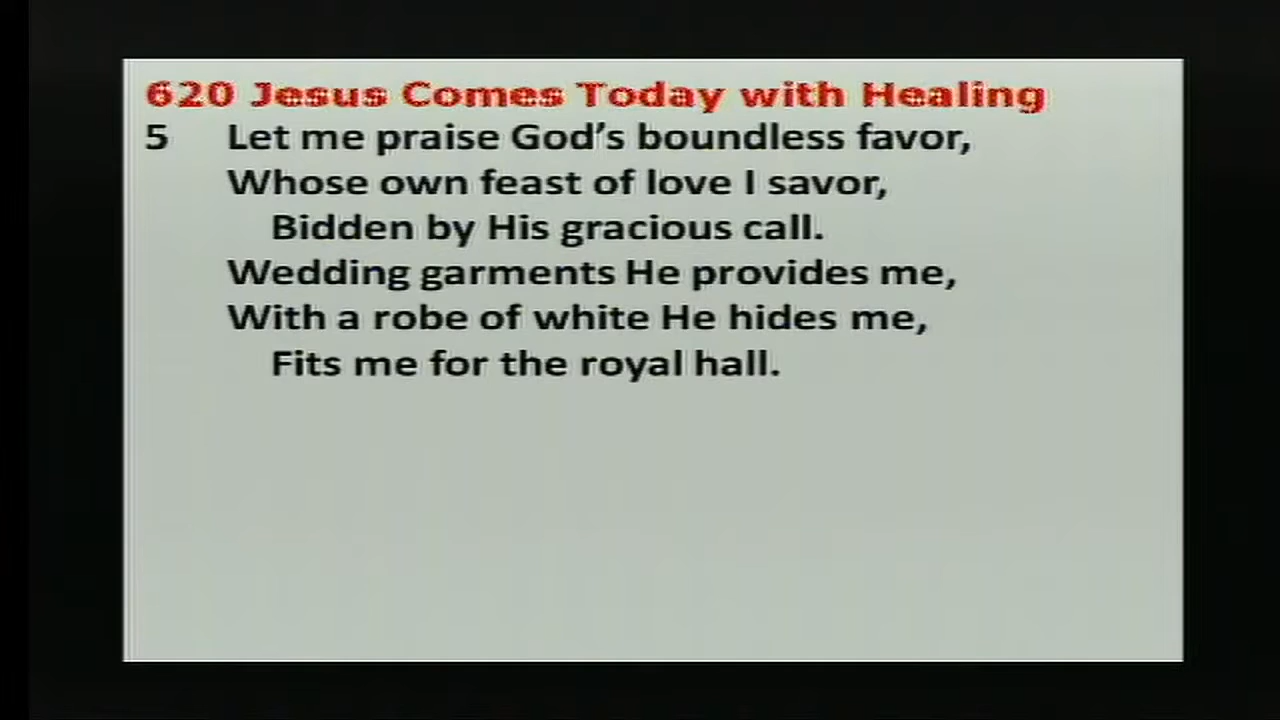 620 Jesus Comes Today with Healing
5 Let me praise God’s boundless favor,
Whose own feast of love I savor,
Bidden by His gracious call.
Wedding garments He provides me,
With a robe of white He hides me,
Fits me for the royal hall.